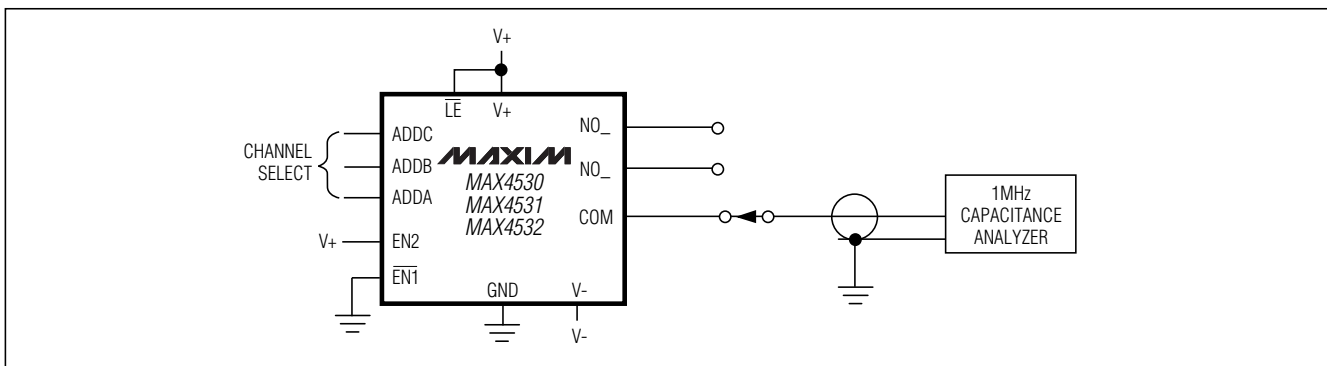 V+
LE V+
ADDC
ADDB
ADDA
CHANNEL
SELECT
V+ EN2
EN1
MAXIM
MAX4530
MAX4531
MAX4532
NO_
NO_
COM
GND V-
V-
1MHz
CAPACITANCE
ANALYZER